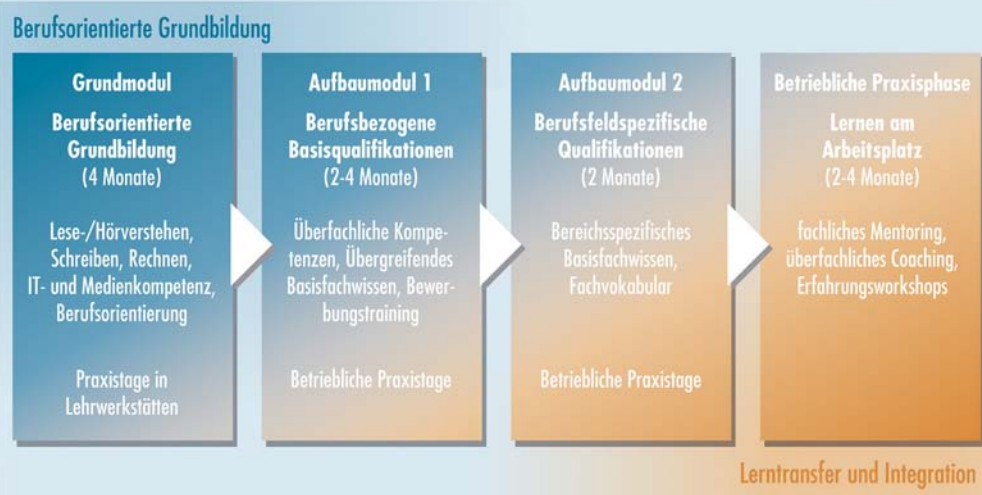 Berufsorientierte Grundbildung
Grundmodul
Berufsorientierte
Grundbildung
(4 Monate)
Lese-/Hörverstehen,
Schreiben, Rechnen,
IT- und Medienkompetenz,
Berufsorientierung
Praxistage in
Lehrwerkstätten
Aufbaumodul 1
Berufsbezogene
Basisqualifikationen
(2-4 Monate)
Überfachliche Kompe-
tenzen, Übergreifendes
Basisfachwissen, Bewer-
bungstraining
Betriebliche Praxistage
Aufbaumodul 2
Berufsfeldspezifische
Qualifikationen
(2 Monate)
Bereichsspezifisches
Basisfachwissen,
Fachvokabular
Betriebliche Praxistage
Betriebliche Praxisphase
Lernen am
Arbeitsplatz
(2-4 Monate)
fachliches Mentoring,
überfachliches Coaching,
Erfahrungsworkshops
Lerntransfer und Integration